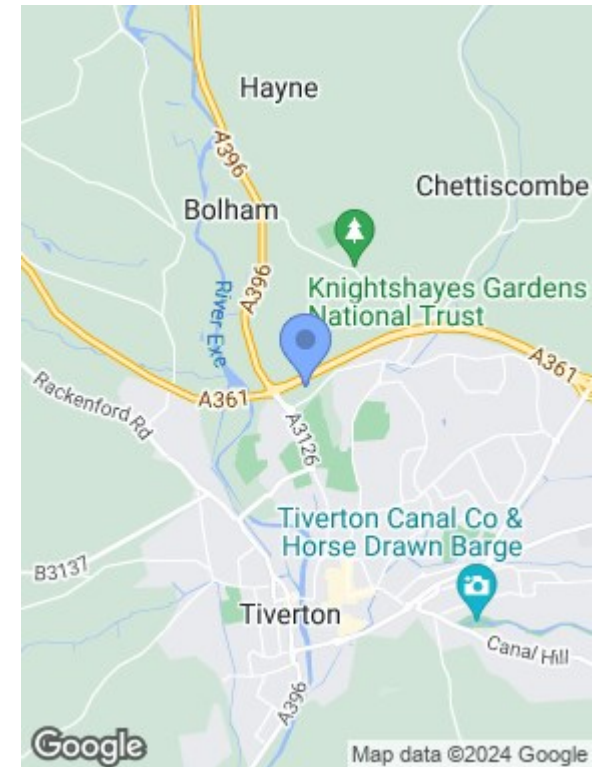 Hayne
A396
Chettiscombe
Bolham
Knightshayes Gardens
National Trust
A396
River Exe
A361
A361
Rackenford Rd
A3126
Tiverton Canal Co &
Horse Drawn Barge
B3137
Tiverton
Canal Hill
A396
Google
Map data ©2024 Google